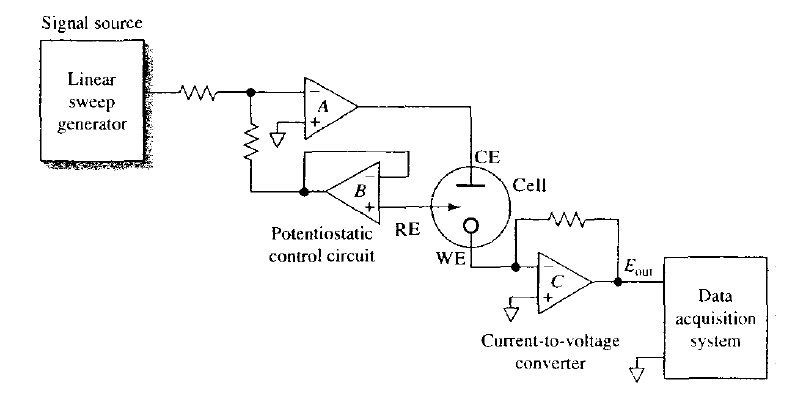 Signal source
Linear
sweep
generator
−
A
+
CE
Cell
−
B
+
RE
Potentiostatic
control circuit
WE
−
C
+
Eout
Data
acquisition
system
Current-to-voltage
converter